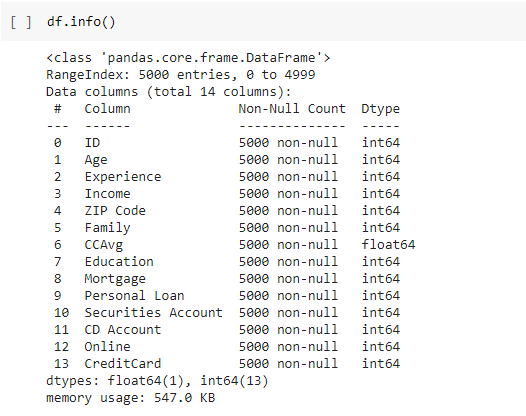 [ ] df.info()
<class 'pandas.core.frame.DataFrame'>
RangeIndex: 5000 entries, 0 to 4999
Data columns (total 14 columns):
 #   Column              Non-Null Count  Dtype
---  ------              --------------  -----
 0   ID                  5000 non-null   int64
 1   Age                 5000 non-null   int64
 2   Experience          5000 non-null   int64
 3   Income              5000 non-null   int64
 4   ZIP Code            5000 non-null   int64
 5   Family              5000 non-null   int64
 6   CCAvg               5000 non-null   float64
 7   Education           5000 non-null   int64
 8   Mortgage            5000 non-null   int64
 9   Personal Loan       5000 non-null   int64
 10  Securities Account  5000 non-null   int64
 11  CD Account          5000 non-null   int64
 12  Online              5000 non-null   int64
 13  CreditCard          5000 non-null   int64
dtypes: float64(1), int64(13)
memory usage: 547.0 KB